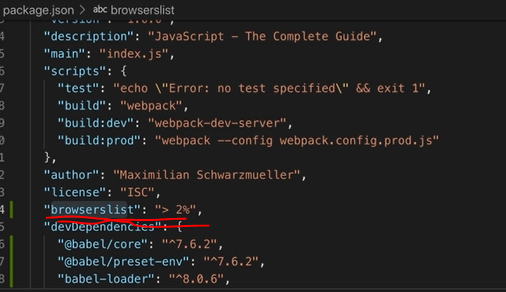 package.json > abc browserslist
"version": "1.0.0",
4 "description": "JavaScript – The Complete Guide",
5 "main": "index.js",
6 "scripts": {
7 "test": "echo \"Error: no test specified\" && exit 1",
8 "build": "webpack",
9 "build:dev": "webpack-dev-server",
0 "build:prod": "webpack --config webpack.config.prod.js"
1 },
2 "author": "Maximilian Schwarzmueller",
3 "license": "ISC",
4 "browserslist": "> 2%",
5 "devDependencies": {
6 "@babel/core": "^7.6.2",
7 "@babel/preset-env": "^7.6.2",
8 "babel-loader": "^8.0.6",